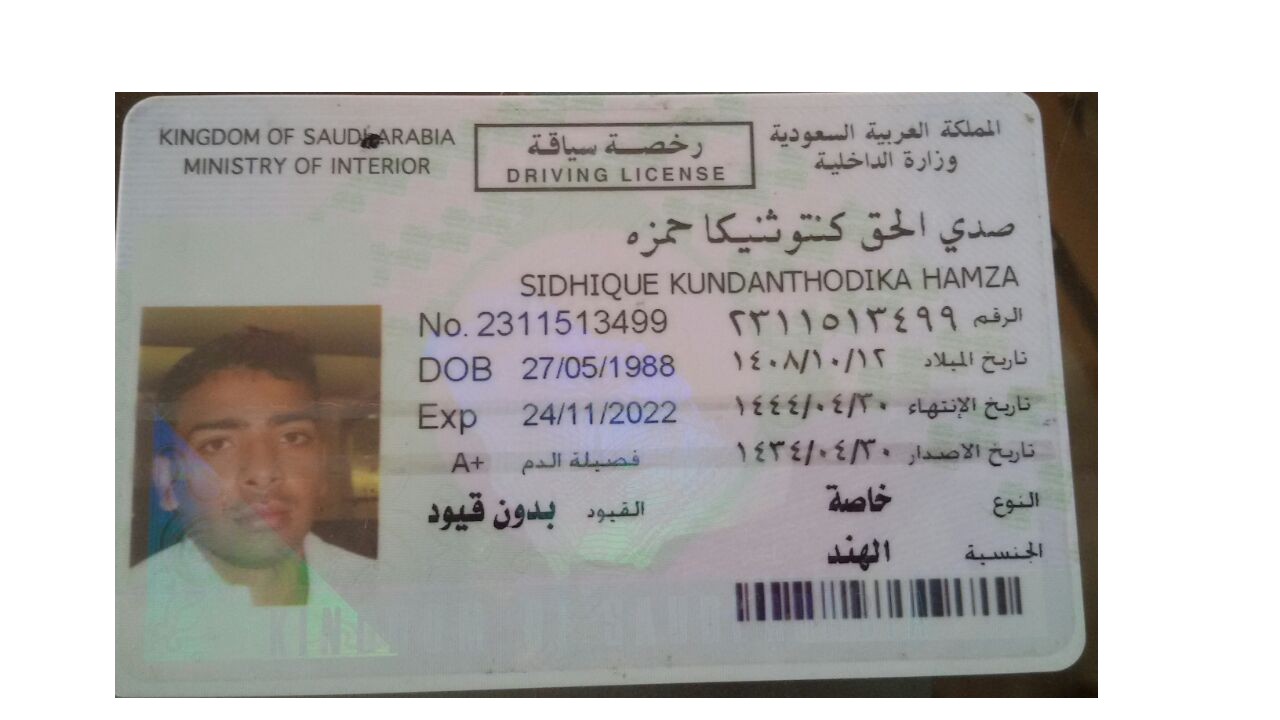 KINGDOM OF SAUDI ARABIA
MINISTRY OF INTERIOR
رخصة سياقة
DRIVING LICENSE
المملكة العربية السعودية
وزارة الداخلية
صدي الحق كنتوثنيكا حمزه
SIDHIQUE KUNDANTHODIKA HAMZA
No. 2311513499
الرقم ٢٣١١٥١٣٤٩٩
DOB 27/05/1988
تاريخ الميلاد ١٤٠٨/١٠/١٢
Exp 24/11/2022
تاريخ الإنتهاء ١٤٤٤/٠٤/٣٠
تاريخ الاصدار ١٤٣٤/٠٤/٣٠
فصيلة الدم A+
النوع خاصة
القيود بدون قيود
الجنسية الهند